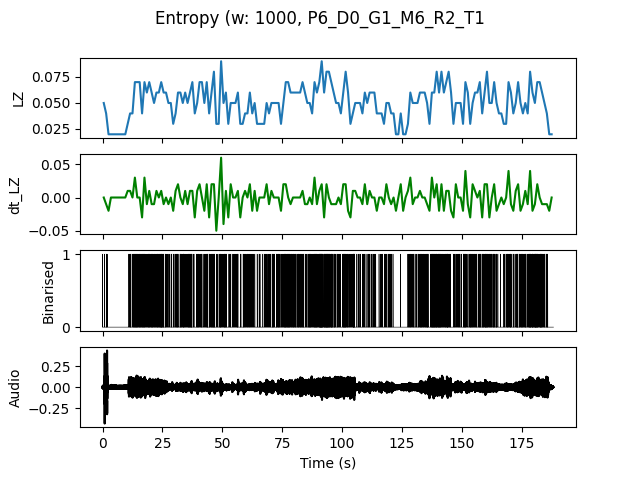 Entropy (w: 1000, P6_D0_G1_M6_R2_T1
LZ
0.075
0.050
0.025
dt_LZ
0.05
0.00
−0.05
Binarised
1
0
Audio
0.25
0.00
−0.25
0 25 50 75 100 125 150 175
Time (s)